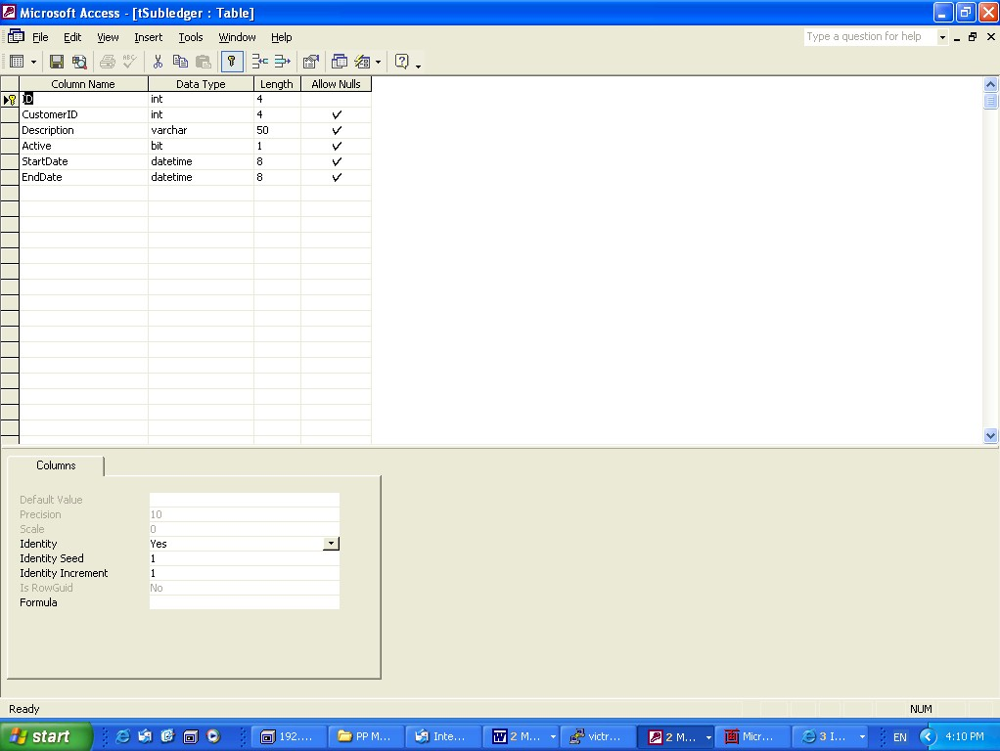 Microsoft Access - [tSubledger : Table]
File Edit View Insert Tools Window Help
Type a question for help
Column Name Data Type Length Allow Nulls
ID int 4
CustomerID int 4
Description varchar 50
Active bit 1
StartDate datetime 8
EndDate datetime 8
Columns
Default Value
Precision 10
Scale 0
Identity Yes
Identity Seed 1
Identity Increment 1
Is RowGuid No
Formula
Ready NUM
start 192.... PP M... Inte... 2 M... victr... 2 M... Micr... 3 I... EN 4:10 PM